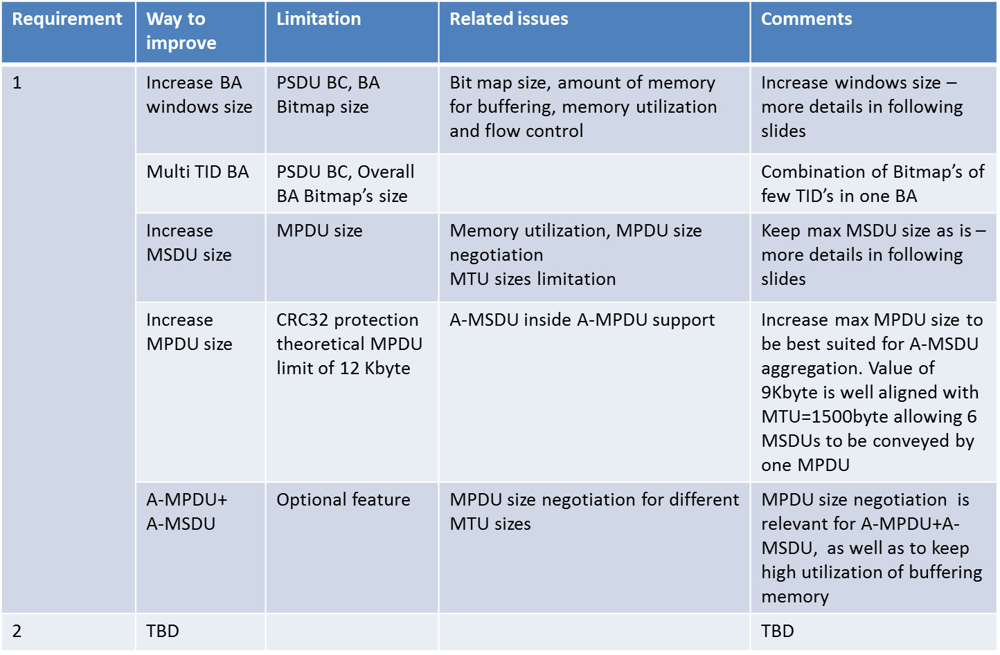 Requirement
Way to
improve
Limitation
Related issues
Comments
1
Increase BA
windows size
PSDU BC, BA
Bitmap size
Bit map size, amount of memory
for buffering, memory utilization
and flow control
Increase windows size –
more details in following
slides
Multi TID BA
PSDU BC, Overall
BA Bitmap’s size
Combination of Bitmap’s of
few TID’s in one BA
Increase
MSDU size
MPDU size
Memory utilization, MPDU size
negotiation
MTU sizes limitation
Keep max MSDU size as is –
more details in following
slides
Increase
MPDU size
CRC32 protection
theoretical MPDU
limit of 12 Kbyte
A-MSDU inside A-MPDU support
Increase max MPDU size to
be best suited for A-MSDU
aggregation. Value of
9Kbyte is well aligned with
MTU=1500byte allowing 6
MSDUs to be conveyed by
one MPDU
A-MPDU+
A-MSDU
Optional feature
MPDU size negotiation for different
MTU sizes
MPDU size negotiation  is
relevant for A-MPDU+A-
MSDU,  as well as to keep
high utilization of buffering
memory
2
TBD
TBD